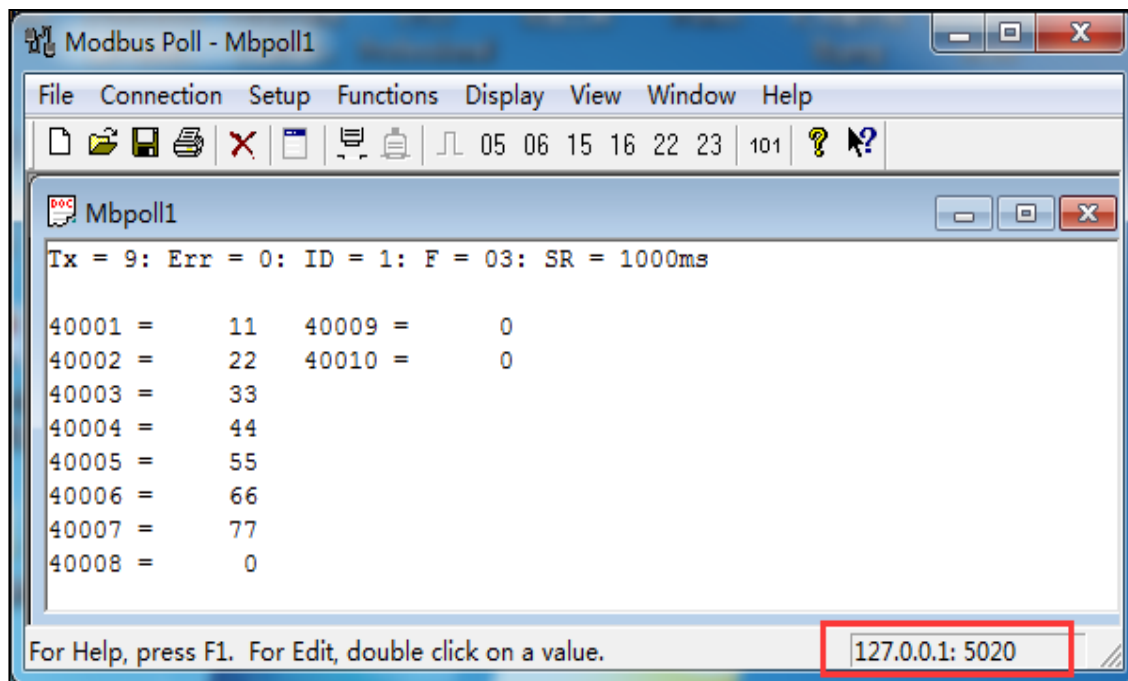 Modbus Poll - Mbpoll1
File Connection Setup Functions Display View Window Help
05 06 15 16 22 23 101
DOC Mbpoll1
Tx = 9: Err = 0: ID = 1: F = 03: SR = 1000ms
40001 = 11 40009 = 0
40002 = 22 40010 = 0
40003 = 33
40004 = 44
40005 = 55
40006 = 66
40007 = 77
40008 = 0
For Help, press F1. For Edit, double click on a value. 127.0.0.1: 5020